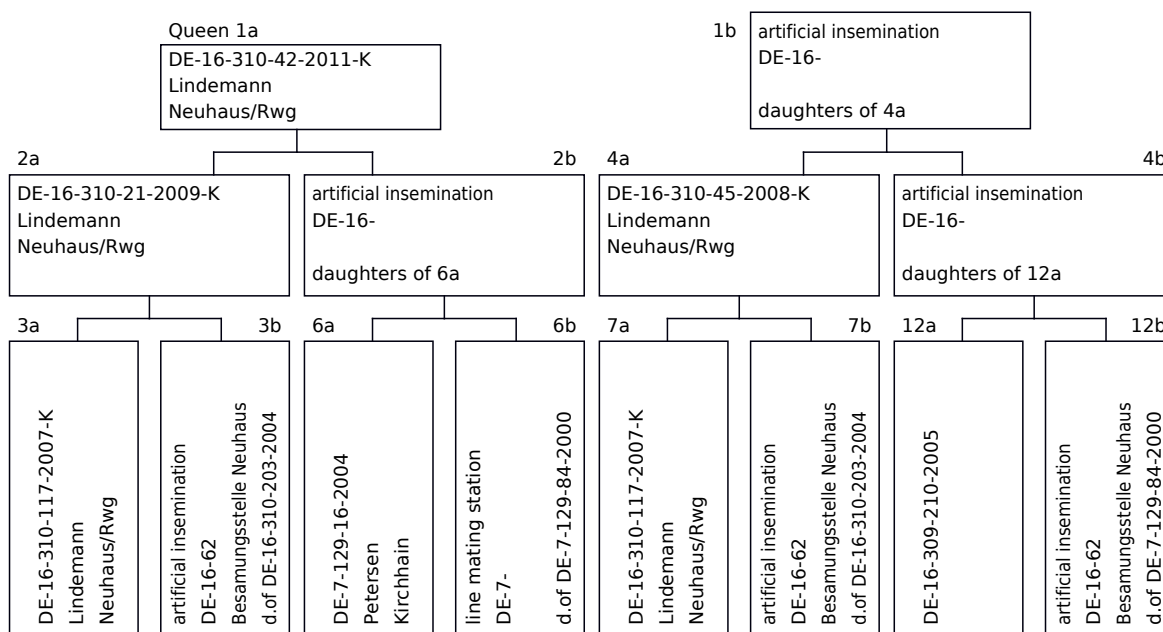 Queen 1a
DE-16-310-42-2011-K
Lindemann
Neuhaus/Rwg
1b
artificial insemination
DE-16-
daughters of 4a
2a
DE-16-310-21-2009-K
Lindemann
Neuhaus/Rwg
2b
artificial insemination
DE-16-
daughters of 6a
4a
DE-16-310-45-2008-K
Lindemann
Neuhaus/Rwg
4b
artificial insemination
DE-16-
daughters of 12a
3a
DE-16-310-117-2007-K
Lindemann
Neuhaus/Rwg
3b
artificial insemination
DE-16-62
Besamungsstelle Neuhaus
d.of DE-16-310-203-2004
6a
DE-7-129-16-2004
Petersen
Kirchhain
6b
line mating station
DE-7-
d.of DE-7-129-84-2000
7a
DE-16-310-117-2007-K
Lindemann
Neuhaus/Rwg
7b
artificial insemination
DE-16-62
Besamungsstelle Neuhaus
d.of DE-16-310-203-2004
12a
DE-16-309-210-2005
12b
artificial insemination
DE-16-62
Besamungsstelle Neuhaus
d.of DE-7-129-84-2000